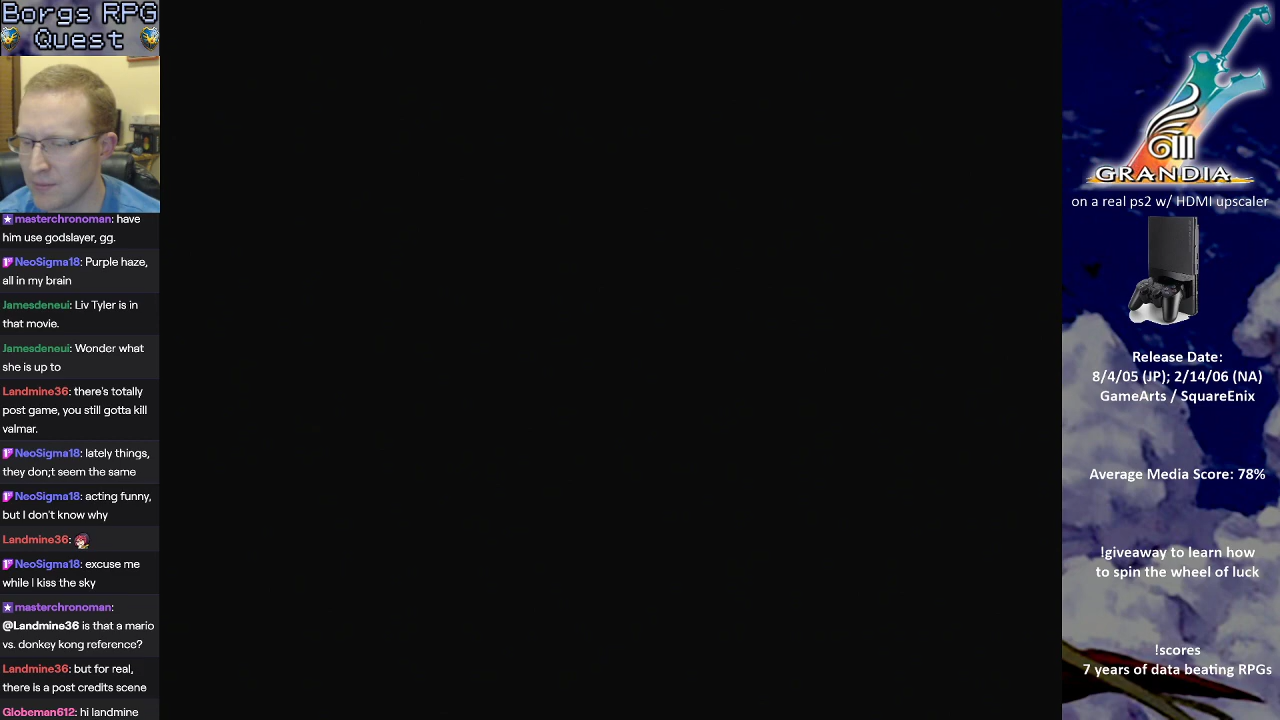 Borgs RPG
Quest
masterchronoman: have
him use godslayer, gg.
NeoSigma18: Purple haze,
all in my brain
Jamesdeneui: Liv Tyler is in
that movie.
Jamesdeneui: Wonder what
she is up to
Landmine36: there's totally
post game, you still gotta kill
valmar.
NeoSigma18: lately things,
they don;t seem the same
NeoSigma18: acting funny,
but I don't know why
Landmine36:
NeoSigma18: excuse me
while I kiss the sky
masterchronoman:
@Landmine36 is that a mario
vs. donkey kong reference?
Landmine36: but for real,
there is a post credits scene
Globeman612: hi landmine
III
GRANDIA
on a real ps2 w/ HDMI upscaler
Release Date:
8/4/05 (JP); 2/14/06 (NA)
GameArts / SquareEnix
Average Media Score: 78%
!giveaway to learn how
to spin the wheel of luck
!scores
7 years of data beating RPGs